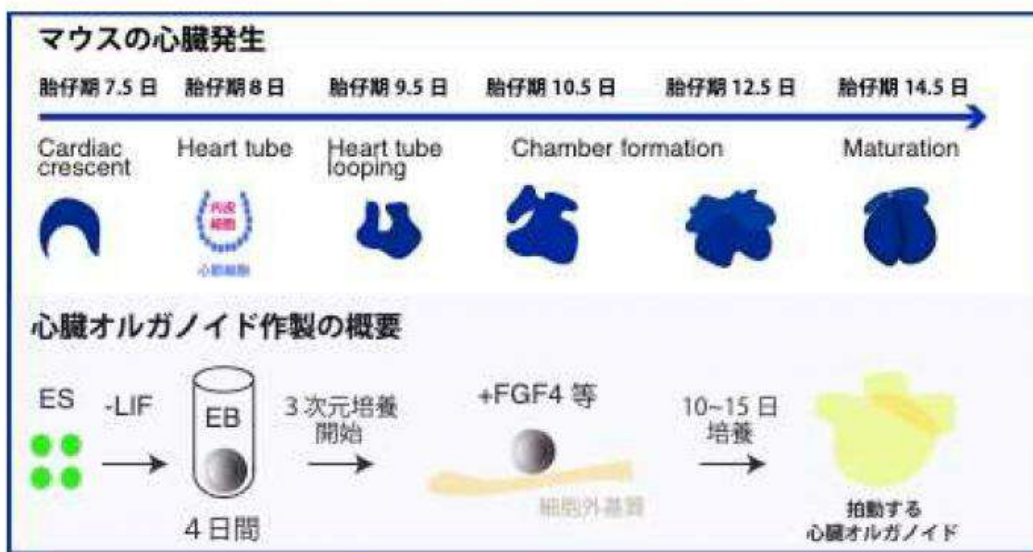 マウスの心臓発生
胎仔期 7.5 日 胎仔期 8 日 胎仔期 9.5 日 胎仔期 10.5 日 胎仔期 12.5 日 胎仔期 14.5 日
Cardiac crescent Heart tube Heart tube looping Chamber formation Maturation
内皮
細胞
心筋細胞
心臓オルガノイド作製の概要
ES -LIF EB 3 次元培養 +FGF4 等 10~15 日
開始 培養
細胞外基質
4 日間
拍動する
心臓オルガノイド